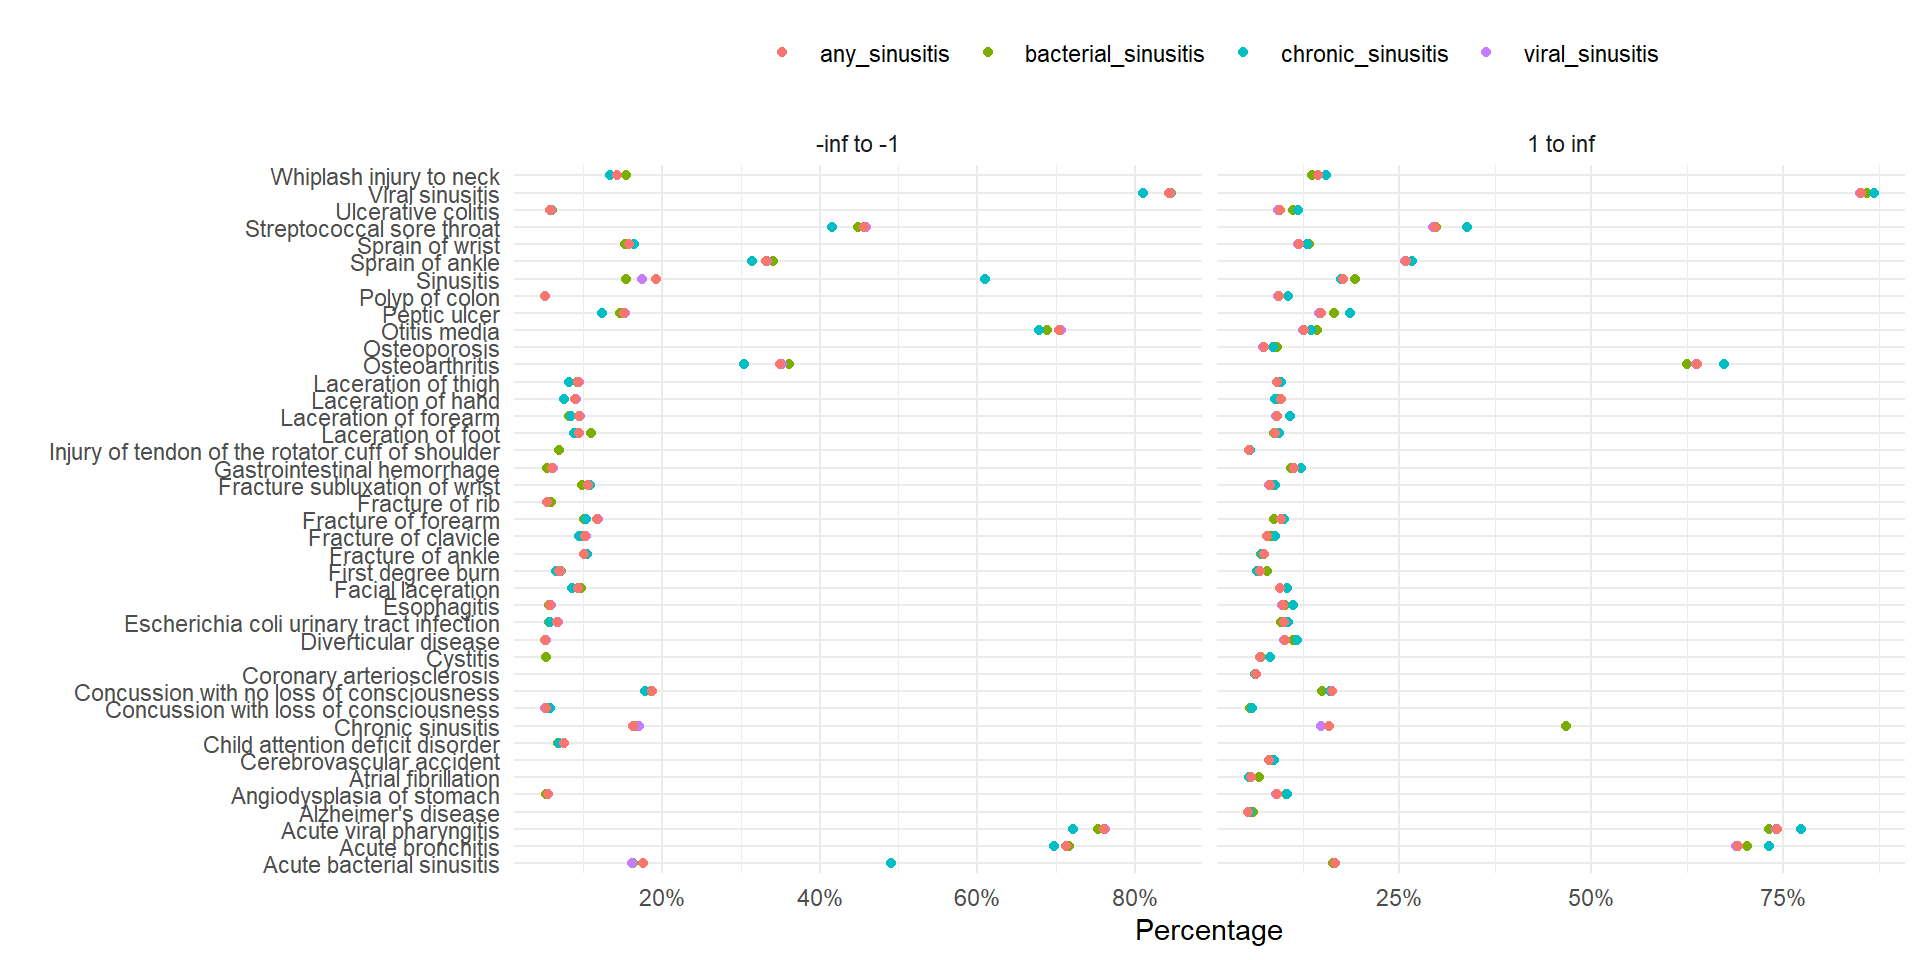 any_sinusitis bacterial_sinusitis chronic_sinusitis viral_sinusitis
-inf to -1 1 to inf
Whiplash injury to neck
Viral sinusitis
Ulcerative colitis
Streptococcal sore throat
Sprain of wrist
Sprain of ankle
Sinusitis
Polyp of colon
Peptic ulcer
Otitis media
Osteoporosis
Osteoarthritis
Laceration of thigh
Laceration of hand
Laceration of forearm
Laceration of foot
Injury of tendon of the rotator cuff of shoulder
Gastrointestinal hemorrhage
Fracture subluxation of wrist
Fracture of rib
Fracture of forearm
Fracture of clavicle
Fracture of ankle
First degree burn
Facial laceration
Esophagitis
Escherichia coli urinary tract infection
Diverticular disease
Cystitis
Coronary arteriosclerosis
Concussion with no loss of consciousness
Concussion with loss of consciousness
Chronic sinusitis
Child attention deficit disorder
Cerebrovascular accident
Atrial fibrillation
Angiodysplasia of stomach
Alzheimer's disease
Acute viral pharyngitis
Acute bronchitis
Acute bacterial sinusitis
20% 40% 60% 80% 25% 50% 75%
Percentage